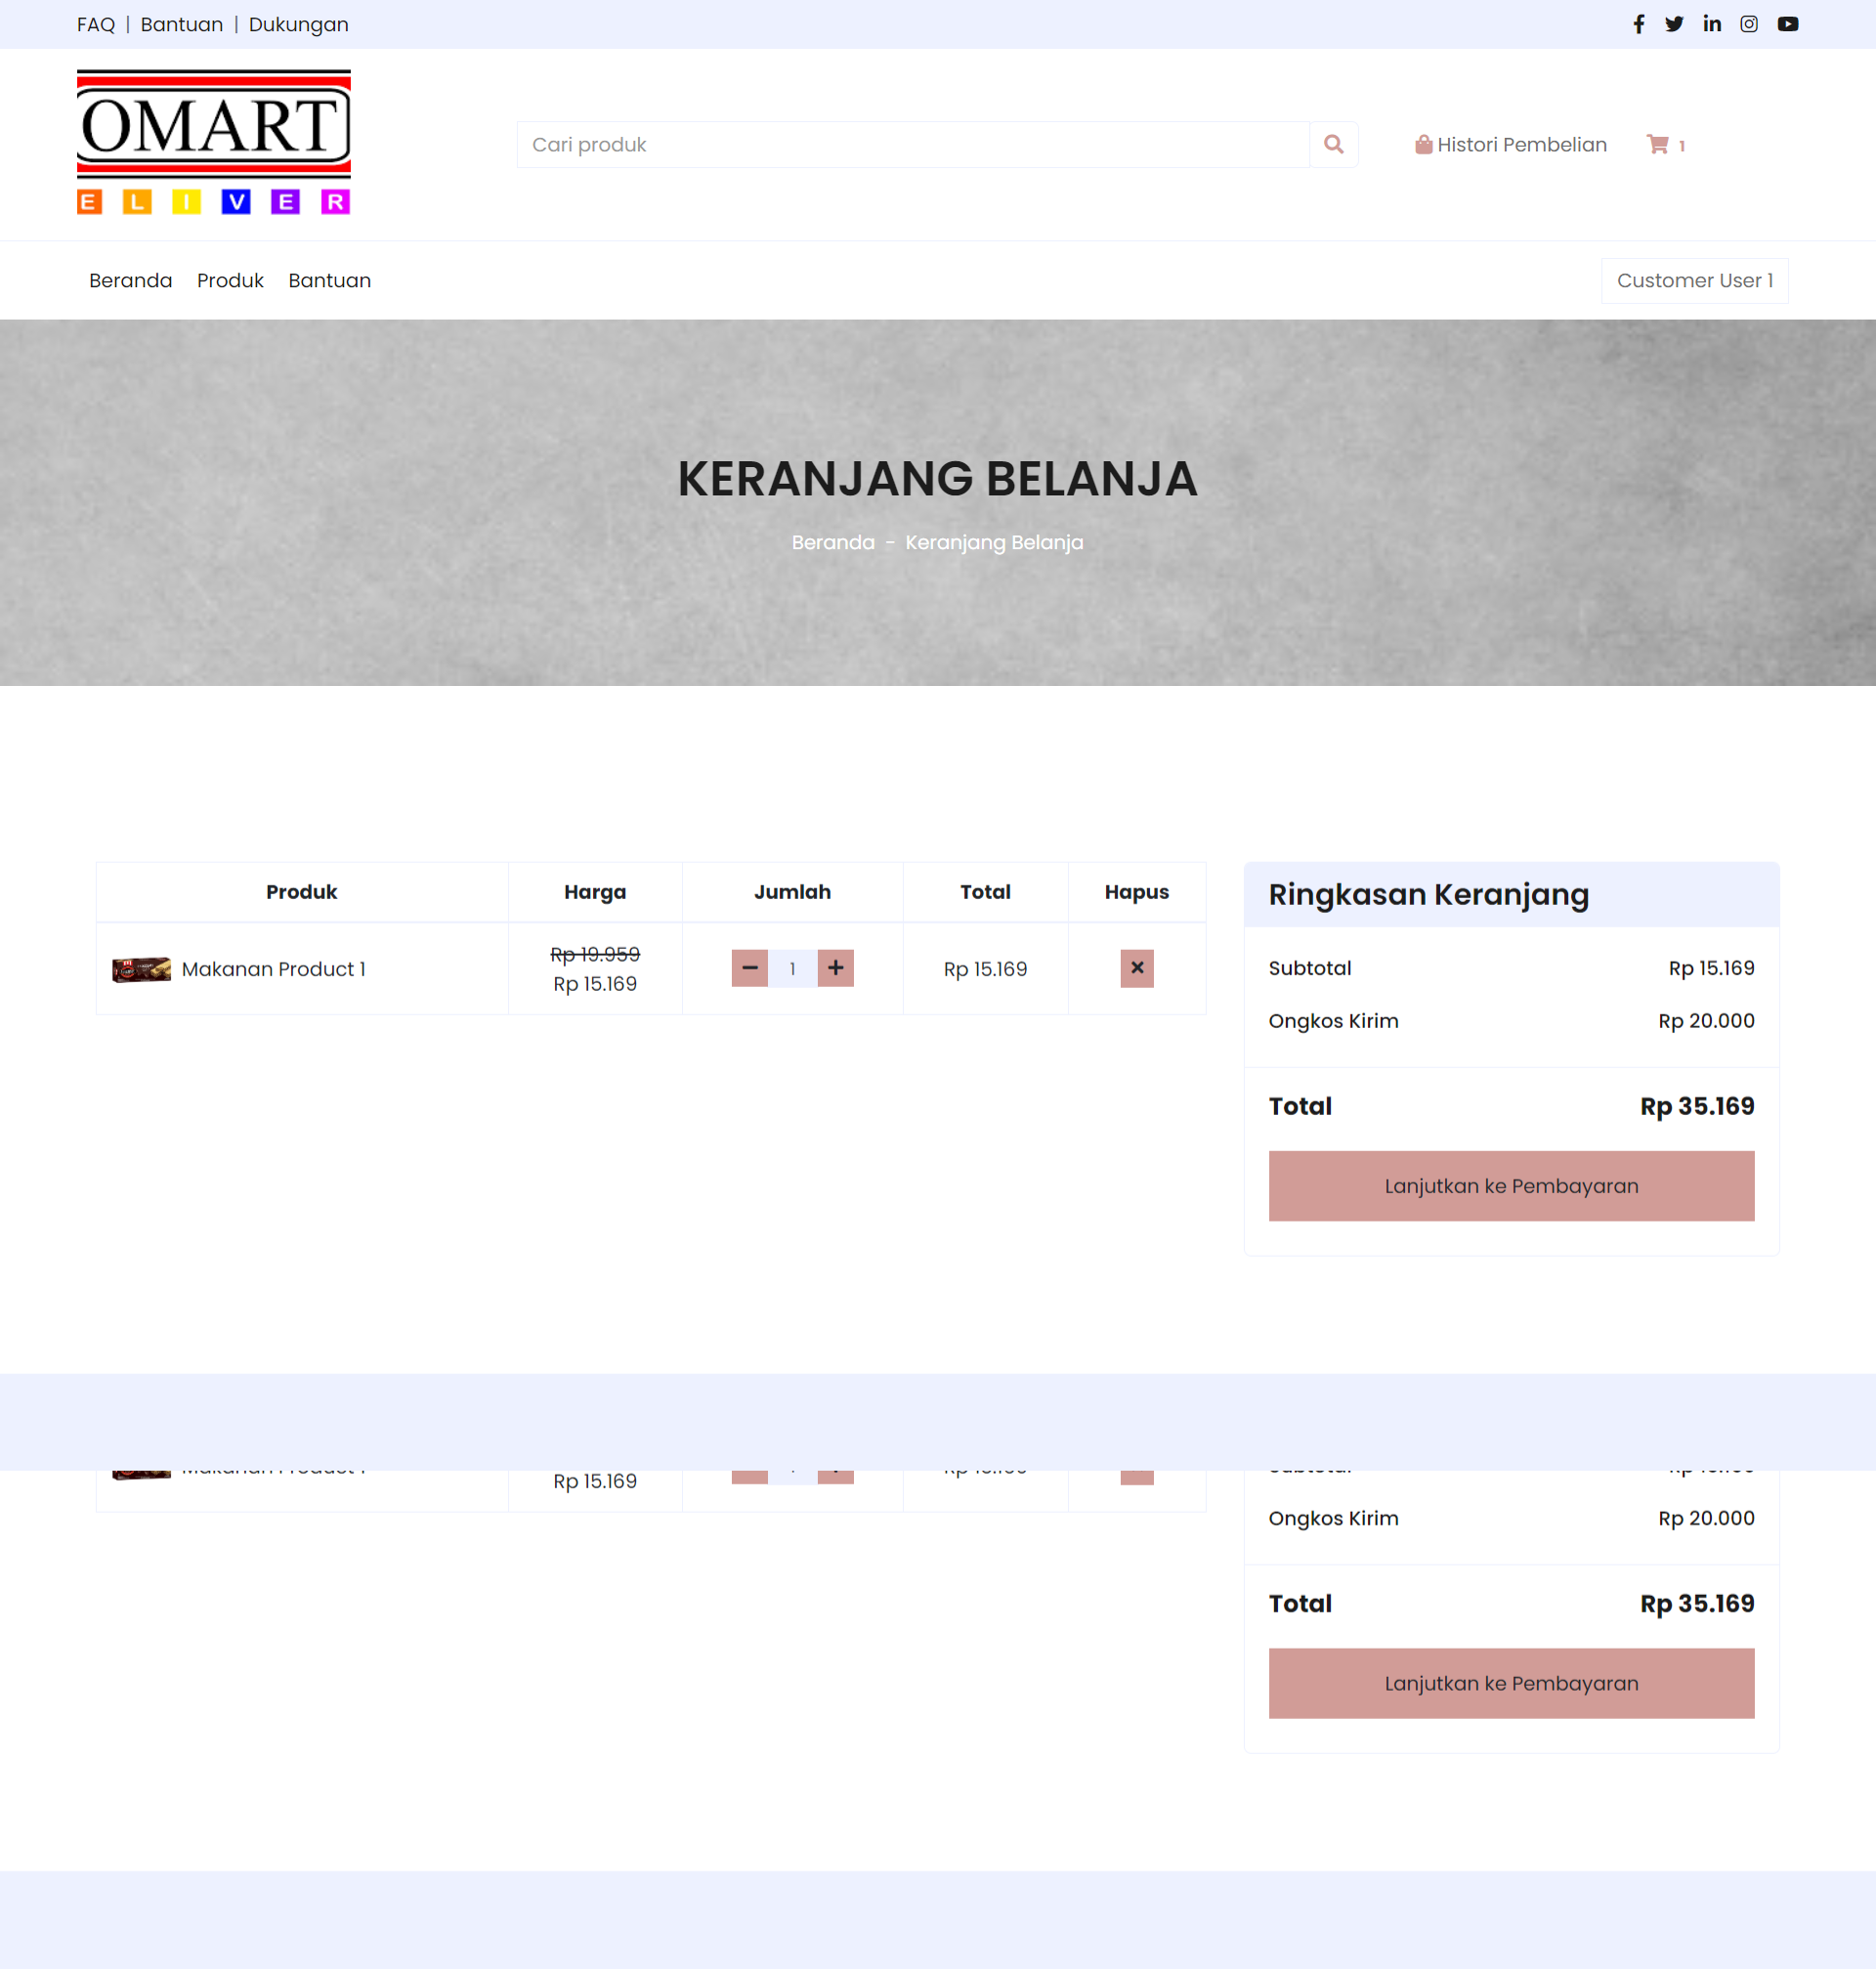 FAQ | Bantuan | Dukungan
OMART
E L I V E R
Cari produk
Histori Pembelian
1
Beranda Produk Bantuan
Customer User 1
KERANJANG BELANJA
Beranda - Keranjang Belanja
Produk Harga Jumlah Total Hapus
Makanan Product 1
Rp 19.959
Rp 15.169
1
Rp 15.169
Ringkasan Keranjang
Subtotal Rp 15.169
Ongkos Kirim Rp 20.000
Total Rp 35.169
Lanjutkan ke Pembayaran
Rp 15.169
Ongkos Kirim Rp 20.000
Total Rp 35.169
Lanjutkan ke Pembayaran